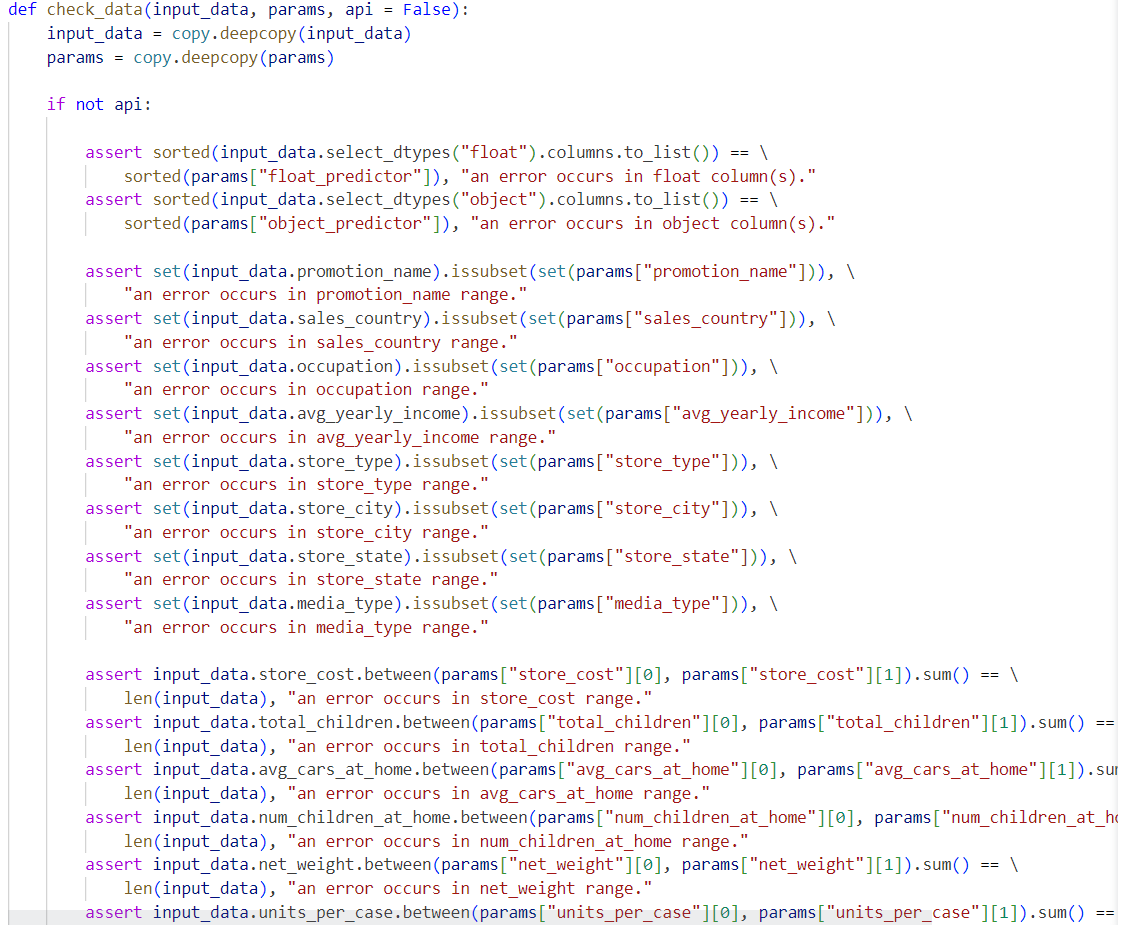 def check_data(input_data, params, api = False):
    input_data = copy.deepcopy(input_data)
    params = copy.deepcopy(params)

    if not api:

        assert sorted(input_data.select_dtypes("float").columns.to_list()) == \
            sorted(params["float_predictor"]), "an error occurs in float column(s)."
        assert sorted(input_data.select_dtypes("object").columns.to_list()) == \
            sorted(params["object_predictor"]), "an error occurs in object column(s)."

        assert set(input_data.promotion_name).issubset(set(params["promotion_name"])), \
            "an error occurs in promotion_name range."
        assert set(input_data.sales_country).issubset(set(params["sales_country"])), \
            "an error occurs in sales_country range."
        assert set(input_data.occupation).issubset(set(params["occupation"])), \
            "an error occurs in occupation range."
        assert set(input_data.avg_yearly_income).issubset(set(params["avg_yearly_income"])), \
            "an error occurs in avg_yearly_income range."
        assert set(input_data.store_type).issubset(set(params["store_type"])), \
            "an error occurs in store_type range."
        assert set(input_data.store_city).issubset(set(params["store_city"])), \
            "an error occurs in store_city range."
        assert set(input_data.store_state).issubset(set(params["store_state"])), \
            "an error occurs in store_state range."
        assert set(input_data.media_type).issubset(set(params["media_type"])), \
            "an error occurs in media_type range."

        assert input_data.store_cost.between(params["store_cost"][0], params["store_cost"][1]).sum() == \
            len(input_data), "an error occurs in store_cost range."
        assert input_data.total_children.between(params["total_children"][0], params["total_children"][1]).sum() ==
            len(input_data), "an error occurs in total_children range."
        assert input_data.avg_cars_at_home.between(params["avg_cars_at_home"][0], params["avg_cars_at_home"][1]).su
            len(input_data), "an error occurs in avg_cars_at_home range."
        assert input_data.num_children_at_home.between(params["num_children_at_home"][0], params["num_children_at_h
            len(input_data), "an error occurs in num_children_at_home range."
        assert input_data.net_weight.between(params["net_weight"][0], params["net_weight"][1]).sum() == \
            len(input_data), "an error occurs in net_weight range."
        assert input_data.units_per_case.between(params["units_per_case"][0], params["units_per_case"][1]).sum() ==